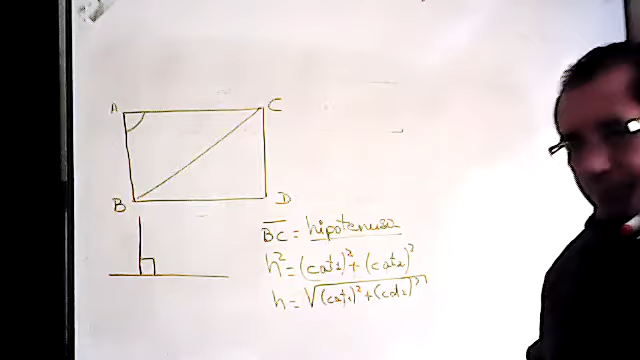 A C
B D
BC = hipotenusa
h² = (cat₁)² + (cat₂)²
h = √(cat₁)² + (cat₂)²